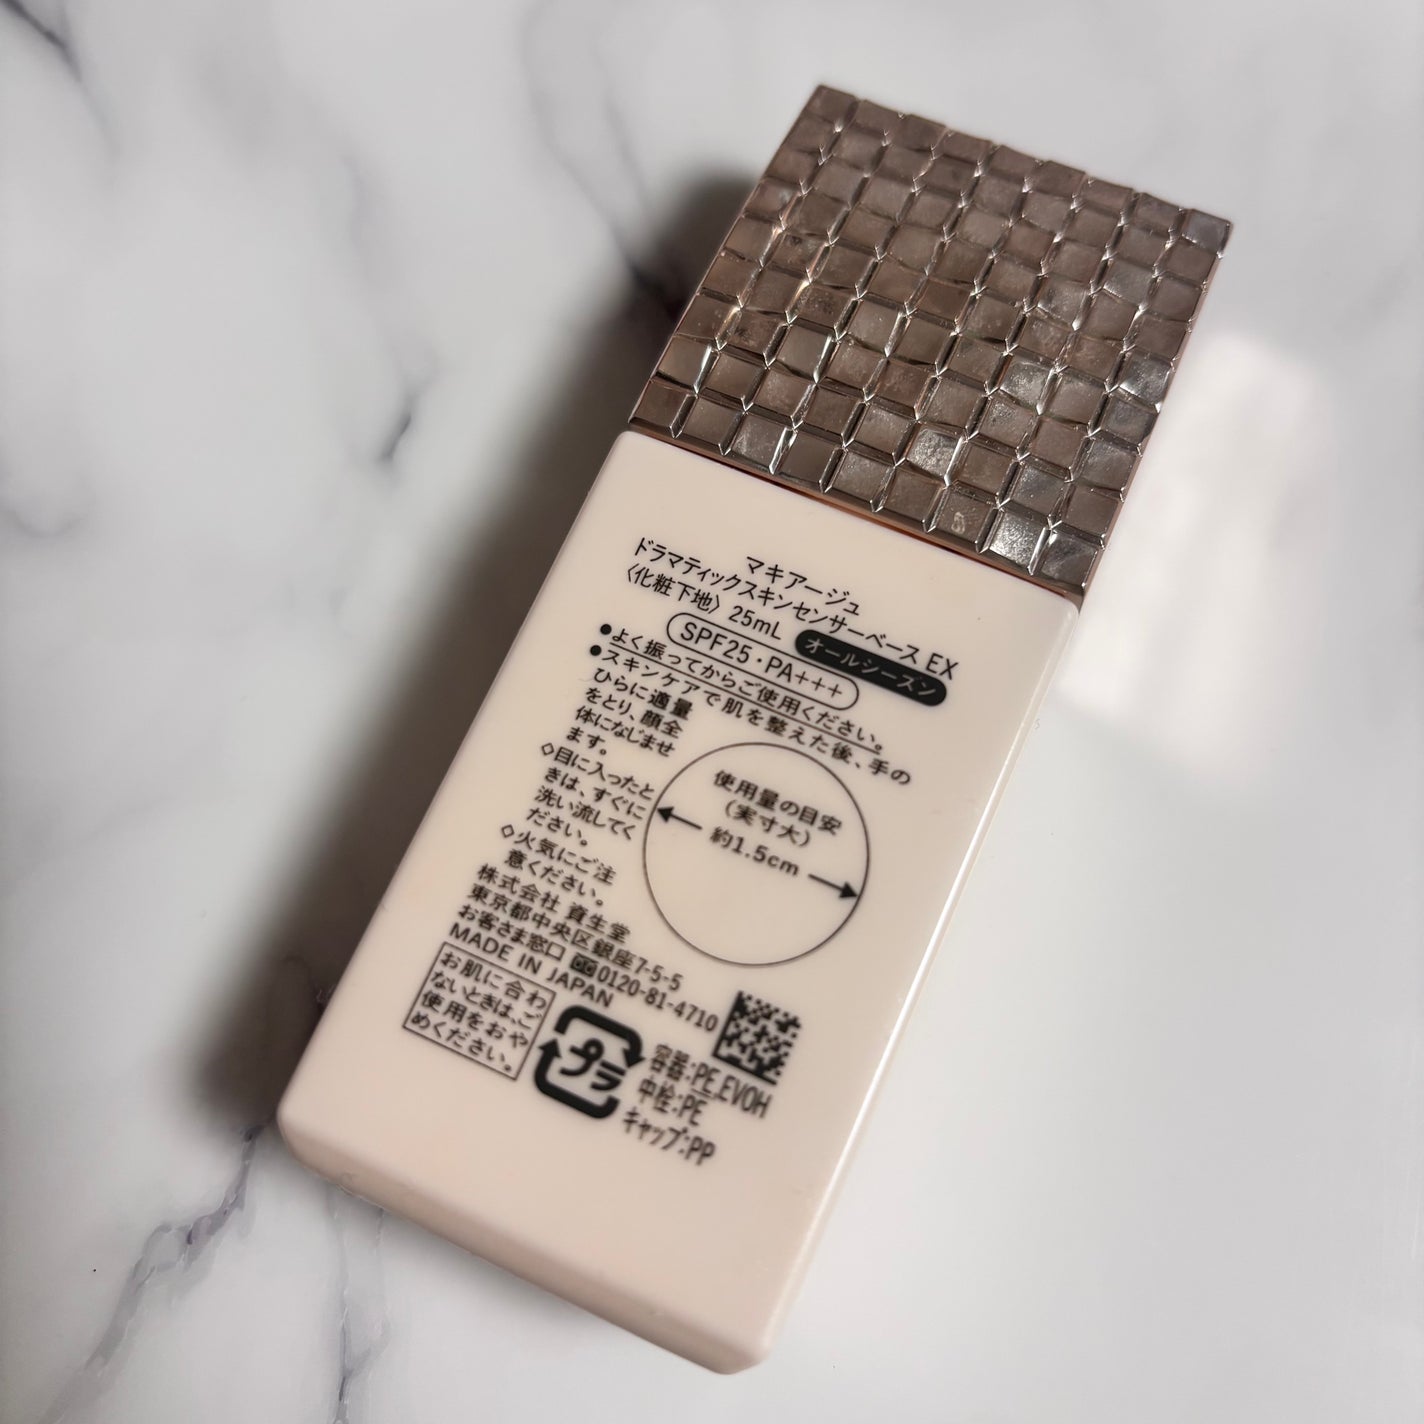 マキアージュ
ドラマティックスキンセンサーベース EX
〈化粧下地〉 25mL オールシーズン
SPF25・PA+++
●よく振ってからご使用ください。
●スキンケアで肌を整えた後、手の
ひらに適量
をとり、顔全
体になじませ
ます。
◇目に入ったと
きは、すぐに
洗い流してく
ださい。
◇火気にご注
意ください。
使用量の目安
(実寸大)
約1.5cm
株式会社 資生堂
東京都中央区銀座7-5-5
お客さま窓口 0120-81-4710
MADE IN JAPAN
お肌に合わ
ないときは、ご
使用をおや
めください。
プラ
容器:PE,EVOH
中栓:PE
キャップ:PP